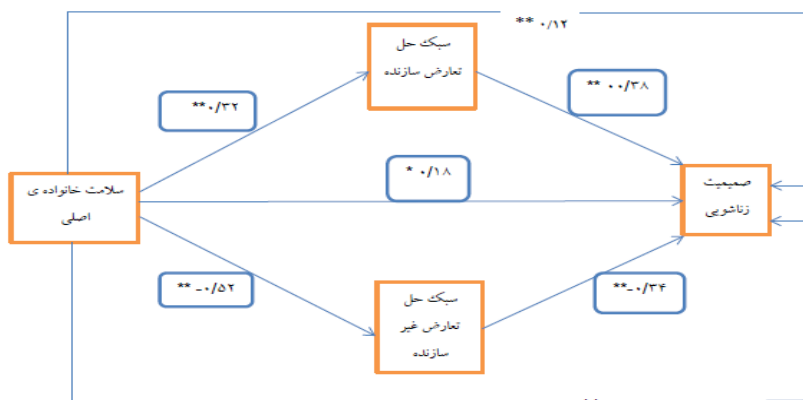 ** ۰/۱۲
سبک حل
تعارض سازنده
**۰/۳۲
** ۰۰/۳۸
سلامت خانواده ی
اصلی
* ۰/۱۸
صمیمیت
زناشویی
** -۰/۵۲
سبک حل
تعارض غیر
سازنده
**-۰/۳۴